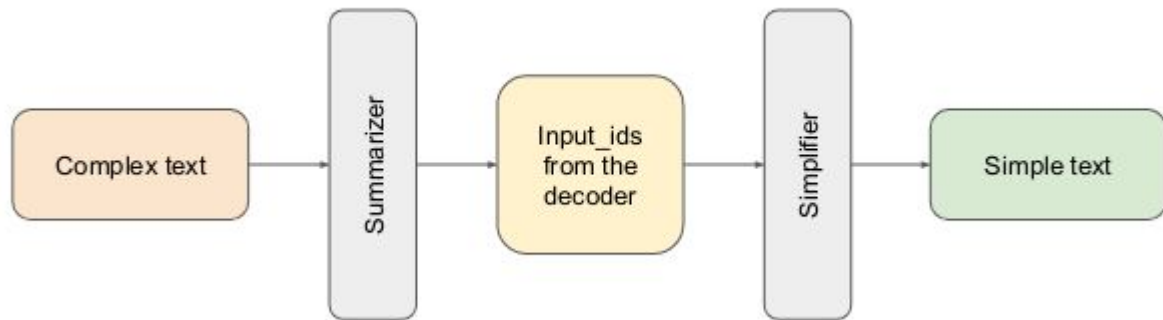 Complex text
Summarizer
Input_ids
from the
decoder
Simplifier
Simple text